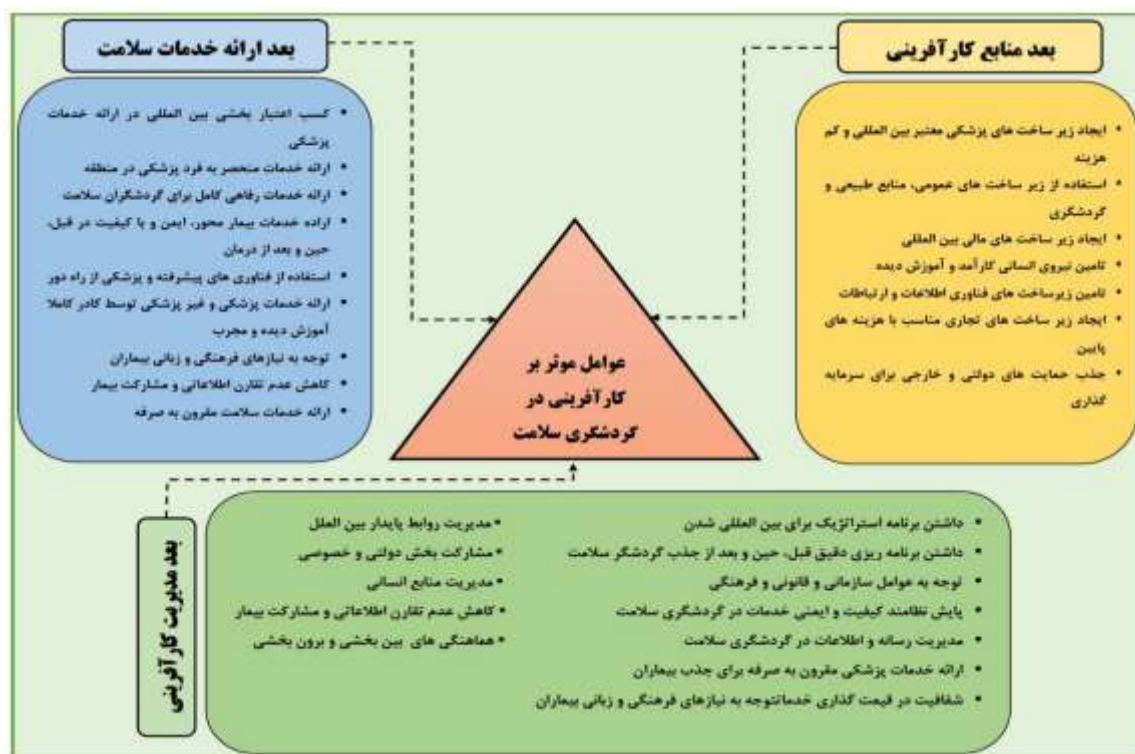 بعد منابع کارآفرینی
ایجاد زیر ساخت های پزشکی معتبر بین المللی و کم
هزینه
استفاده از زیر ساخت های عمومی، منابع طبیعی و
گردشگری
ایجاد زیر ساخت های مالی بین المللی
تامین نیروی انسانی کارآمد و آموزش دیده
تامین زیرساخت های فناوری اطلاعات و ارتباطات
ایجاد زیر ساخت های تجاری مناسب با هزینه های
پایین
جذب حمایت های دولتی و خارجی برای سرمایه
گذاری
بعد ارائه خدمات سلامت
کسب اعتبار بخشی بین المللی در ارائه خدمات
پزشکی
ارائه خدمات منحصر به فرد پزشکی در منطقه
ارائه خدمات رفاهی کامل برای گردشگران سلامت
اراده خدمات بیمار محور، ایمن و با کیفیت در قبل،
حین و بعد از درمان
استفاده از فناوری های پیشرفته و پزشکی از راه دور
ارائه خدمات پزشکی و غیر پزشکی توسط کادر کاملا
آموزش دیده و مجرب
توجه به نیازهای فرهنگی و زبانی بیماران
کاهش عدم تقارن اطلاعاتی و مشارکت بیمار
ارائه خدمات سلامت مقرون به صرفه
عوامل موثر بر
کارآفرینی در
گردشگری سلامت
داشتن برنامه استراتژیک برای بین المللی شدن
داشتن برنامه ریزی دقیق قبل، حین و بعد از جذب گردشگر سلامت
توجه به عوامل سازمانی و قانونی و فرهنگی
پایش نظامند کیفیت و ایمنی خدمات در گردشگری سلامت
مدیریت رسانه و اطلاعات در گردشگری سلامت
ارائه خدمات پزشکی مقرون به صرفه برای جذب بیماران
شفافیت در قیمت گذاری خدماتتوجه به نیازهای فرهنگی و زبانی بیماران
مدیریت روابط پایدار بین الملل
مشارکت بخش دولتی و خصوصی
مدیریت منابع انسانی
کاهش عدم تقارن اطلاعاتی و مشارکت بیمار
هماهنگی های بین بخشی و برون بخشی
بعد مدیریت کارآفرینی